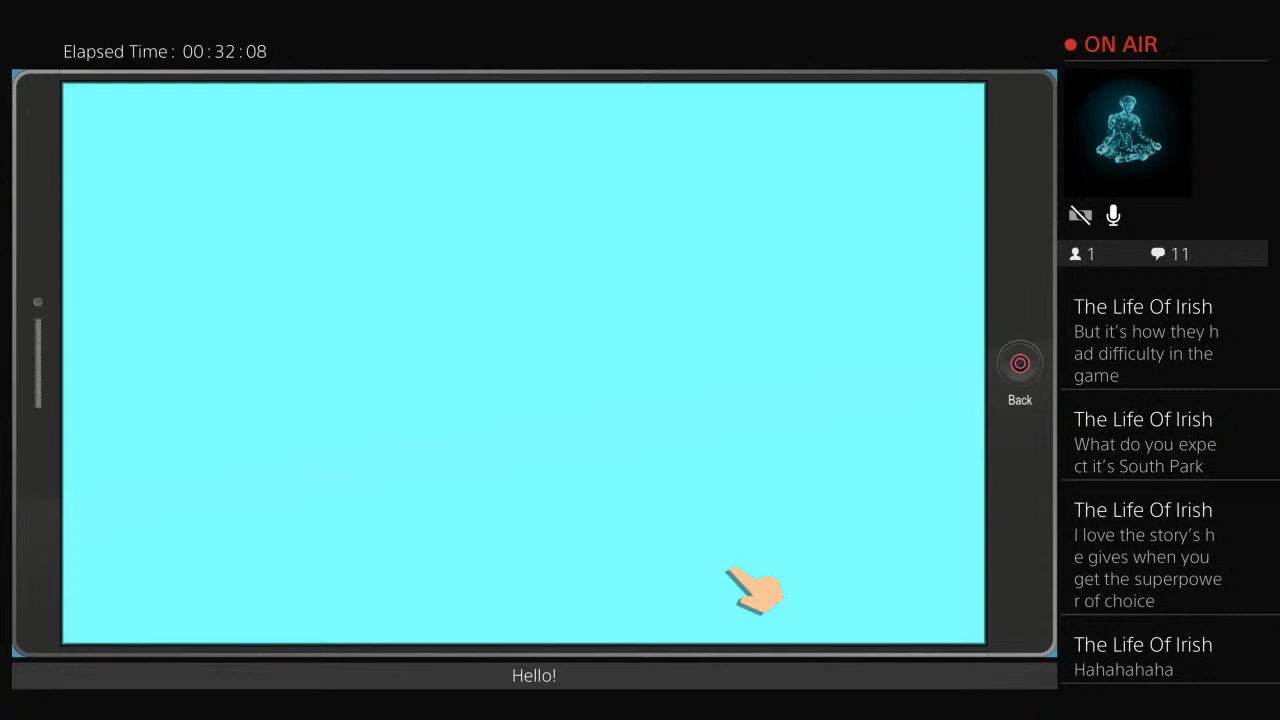 Elapsed Time: 00:32:08
ON AIR
1 11
The Life Of Irish
But it's how they h
ad difficulty in the
game
The Life Of Irish
What do you expe
ct it's South Park
The Life Of Irish
I love the story's h
e gives when you
get the superpowe
r of choice
The Life Of Irish
Hahahahaha
Back
Hello!